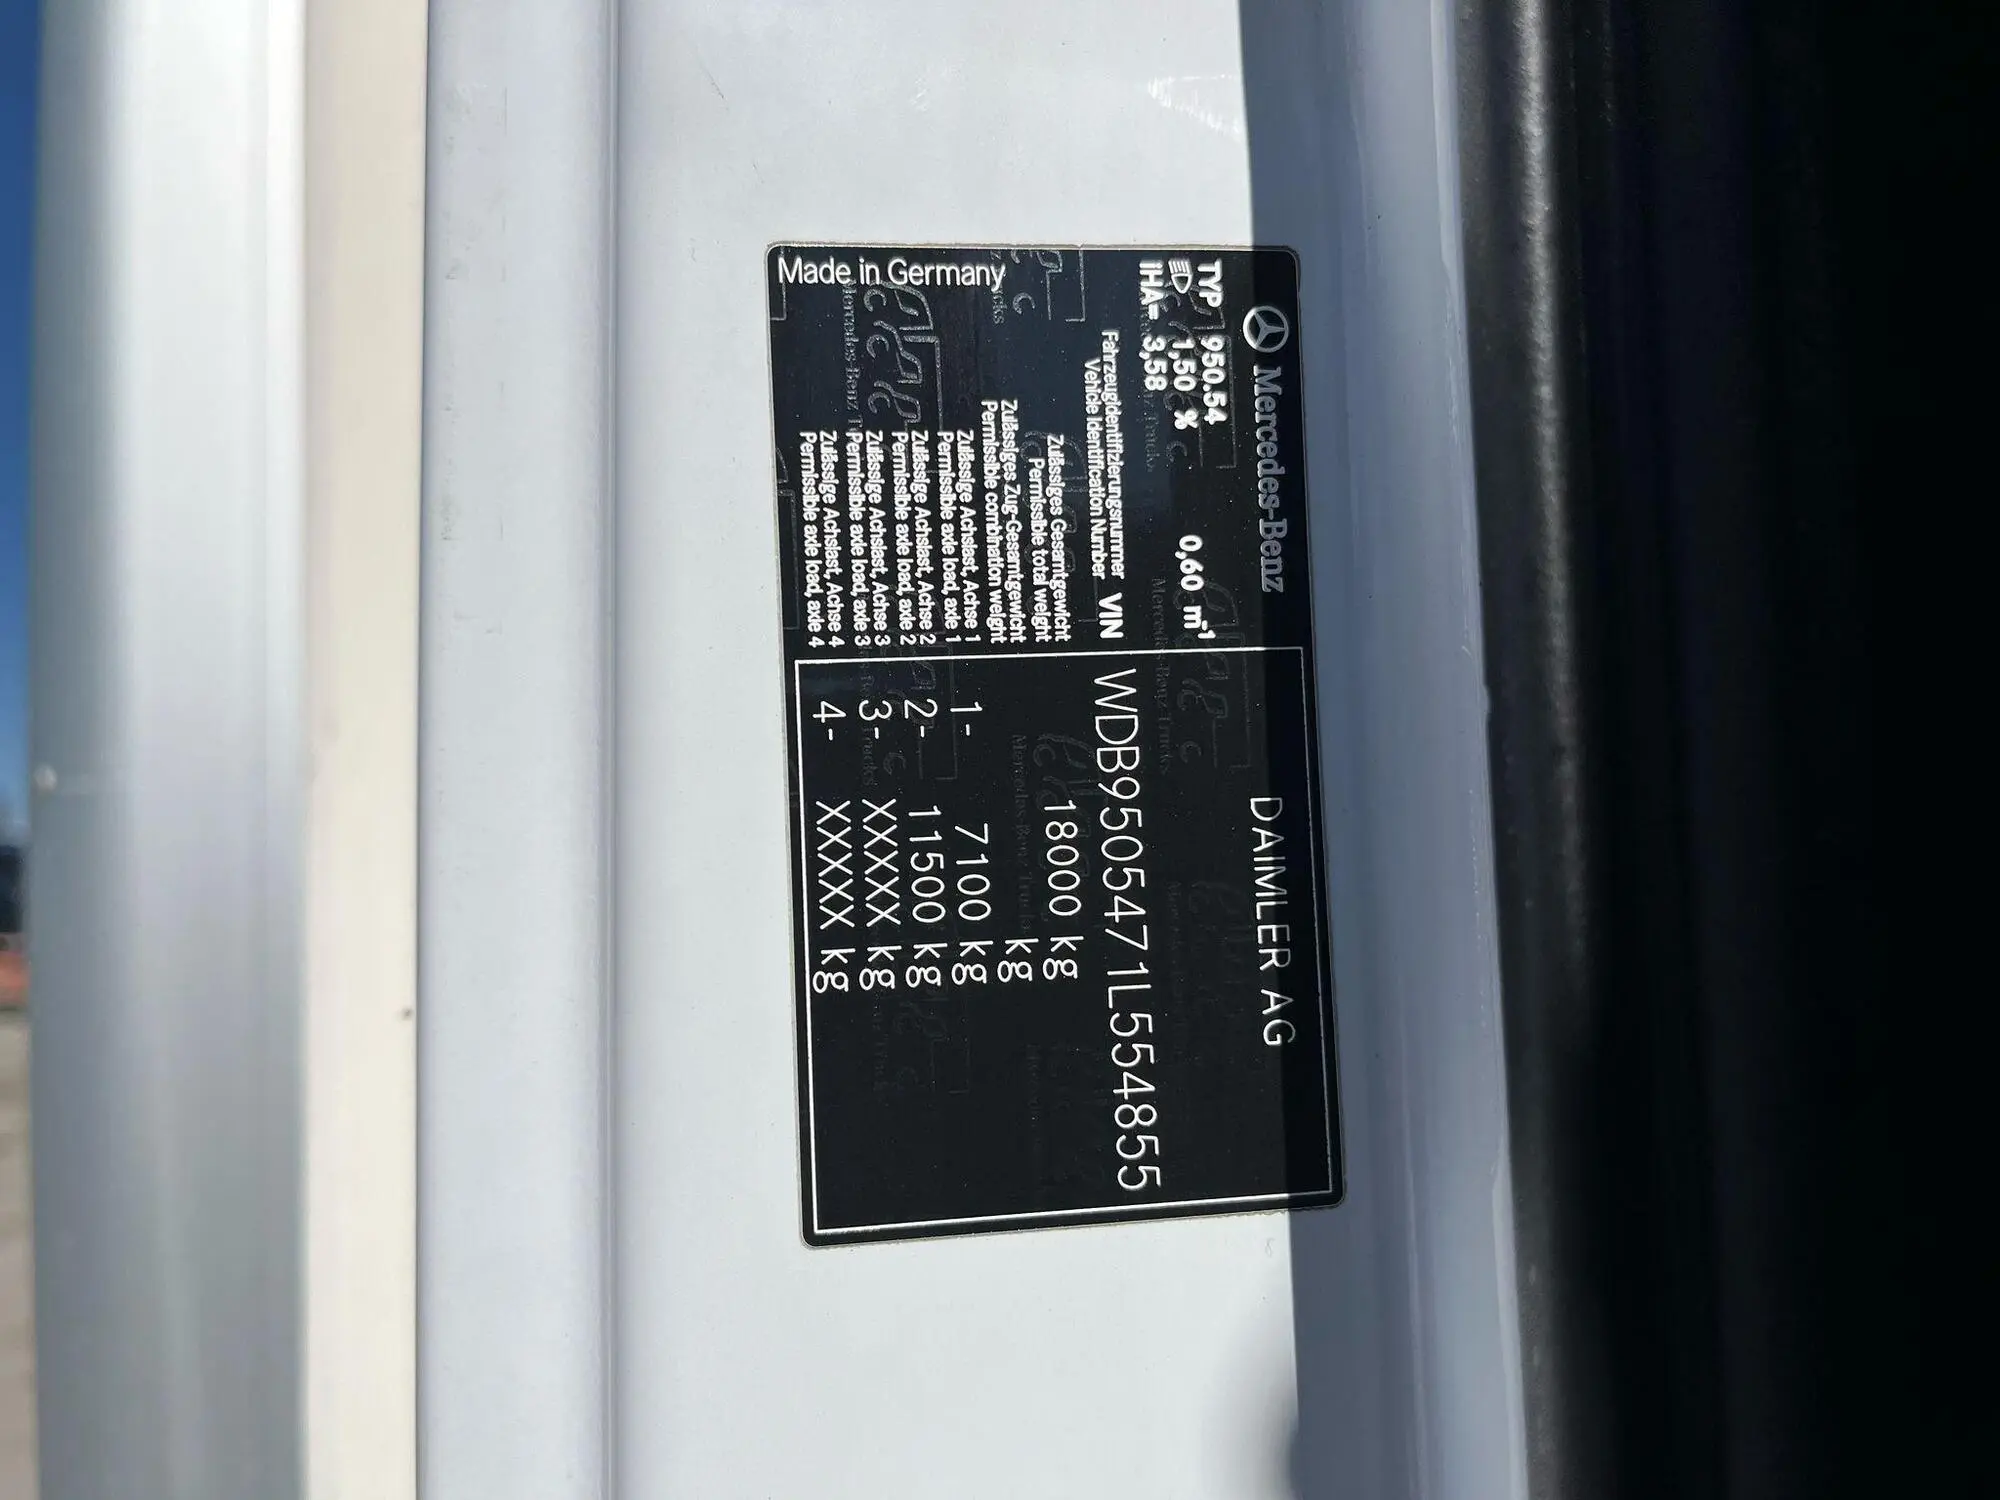 Mercedes-Benz DAIMLER AG
TYP 950.54
1,50 % 0,60 m⁻¹
iHA= 3,58
Fahrzeugidentifizierungsnummer
Vehicle Identification Number VIN WDB9505471L554855
Zulässiges Gesamtgewicht
Permissible total weight 18000 kg
Zulässiges Zug-Gesamtgewicht
Permissible combination weight kg
Zulässige Achslast, Achse 1
Permissible axle load, axle 1 1- 7100 kg
Zulässige Achslast, Achse 2
Permissible axle load, axle 2 2- 11500 kg
Zulässige Achslast, Achse 3
Permissible axle load, axle 3 3- XXXXX kg
Zulässige Achslast, Achse 4
Permissible axle load, axle 4 4- XXXXX kg
Made in Germany